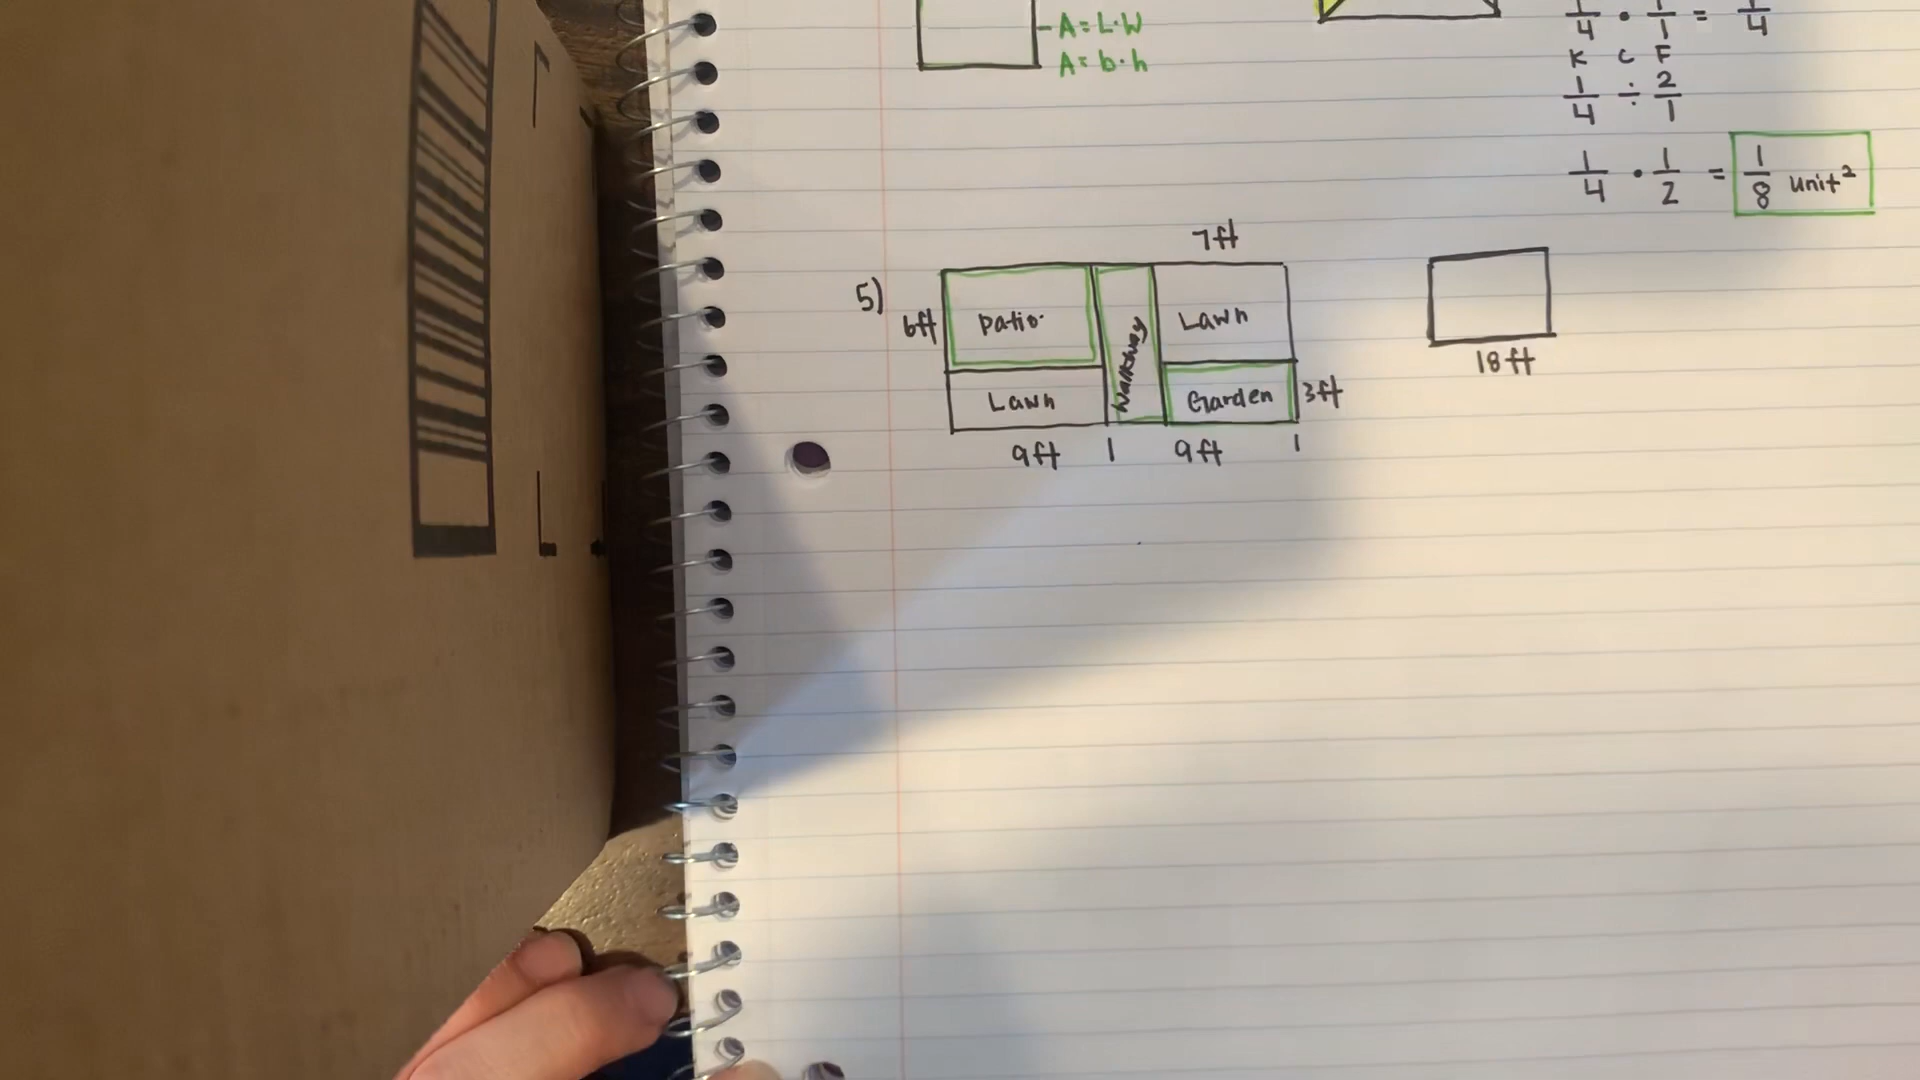 A = L·W
A = b·h
1/4 · 1/1 = 1/4
K C F
1/4 ÷ 2/1
1/4 · 1/2 = 1/8 unit²
7ft
5)
6ft
Patio
Walkway
Lawn
Lawn
Garden
3ft
9ft
1
9ft
1
18ft